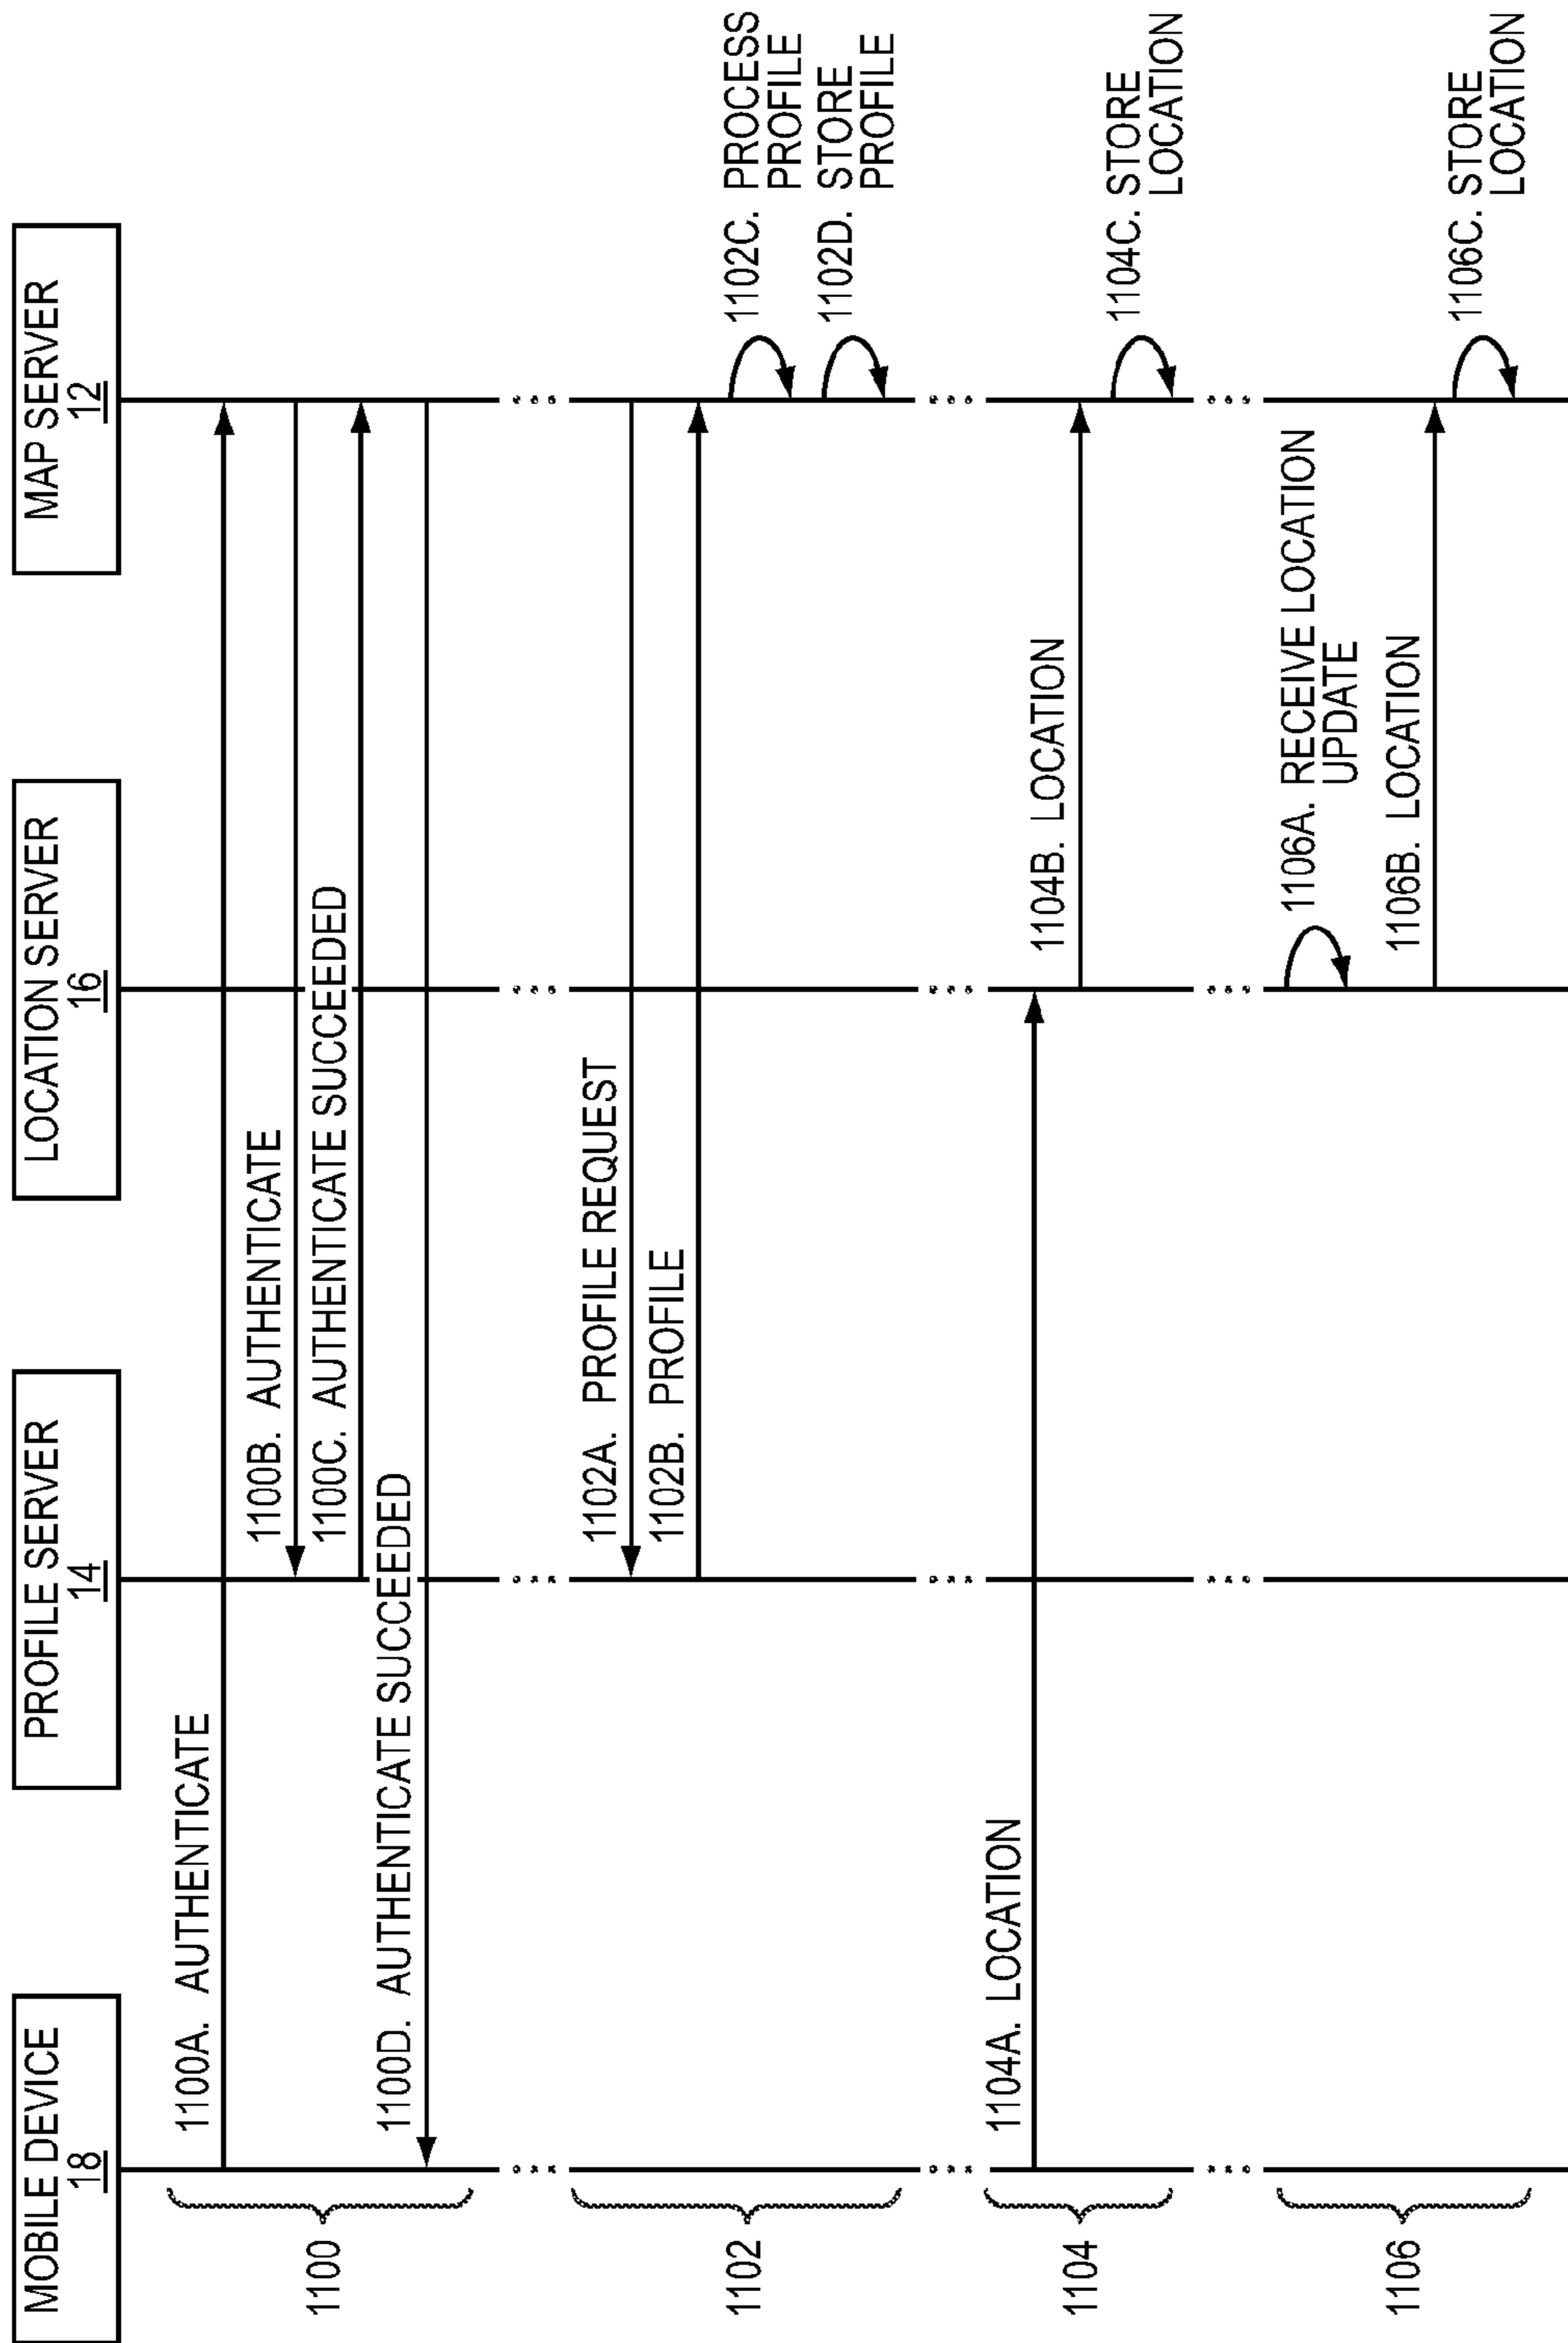 MOBILE DEVICE
18
PROFILE SERVER
14
LOCATION SERVER
16
MAP SERVER
12
1100
1100A. AUTHENTICATE
1100B. AUTHENTICATE
1100C. AUTHENTICATE SUCCEEDED
1100D. AUTHENTICATE SUCCEEDED
1102
1102A. PROFILE REQUEST
1102B. PROFILE
1102C. PROCESS
PROFILE
1102D. STORE
PROFILE
1104
1104A. LOCATION
1104B. LOCATION
1104C. STORE
LOCATION
1106
1106A. RECEIVE LOCATION
UPDATE
1106B. LOCATION
1106C. STORE
LOCATION